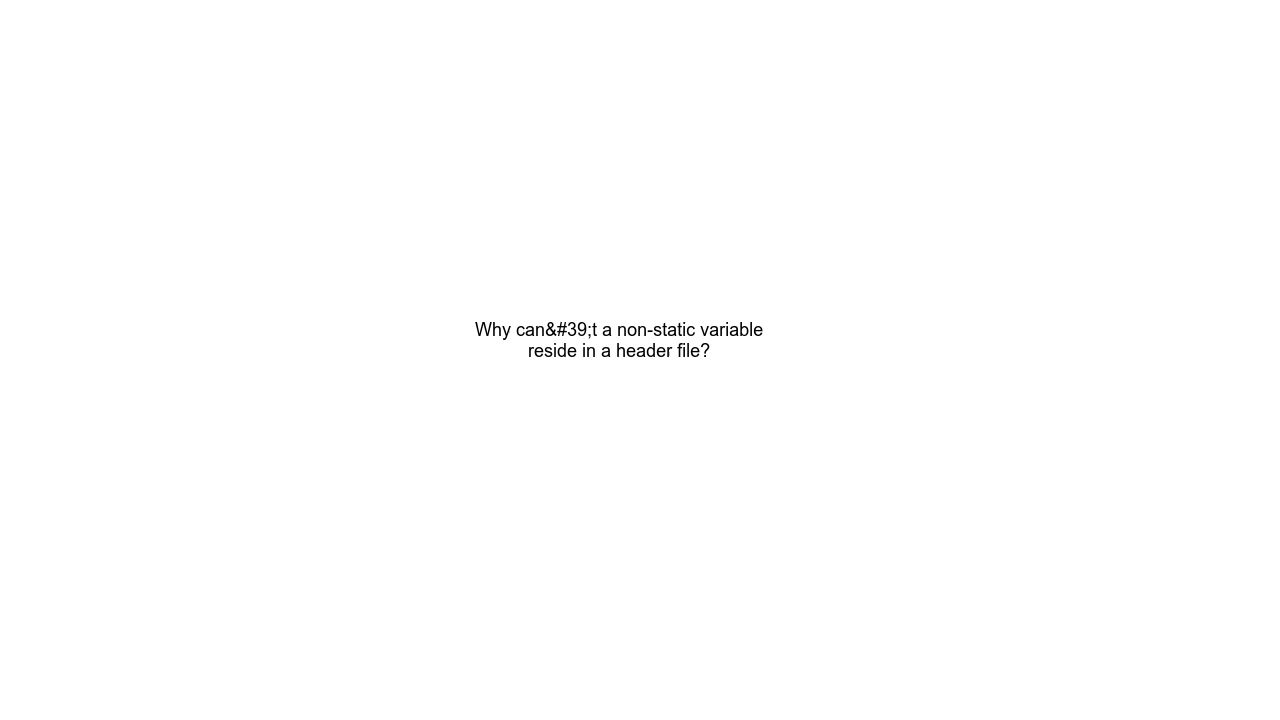 Why can&#39;t a non-static variable
reside in a header file?